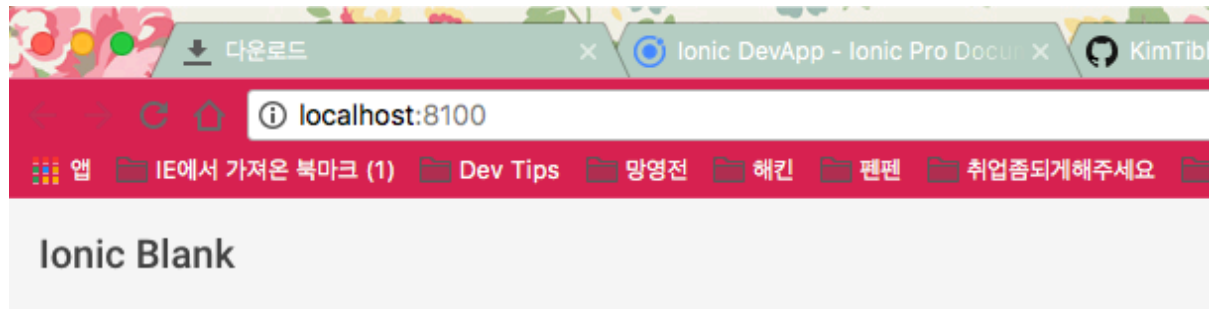 다운로드 Ionic DevApp - Ionic Pro Docun KimTibl
localhost:8100
앱 IE에서 가져온 북마크 (1) Dev Tips 망영전 해킨 펜펜 취업좀되게해주세요
Ionic Blank